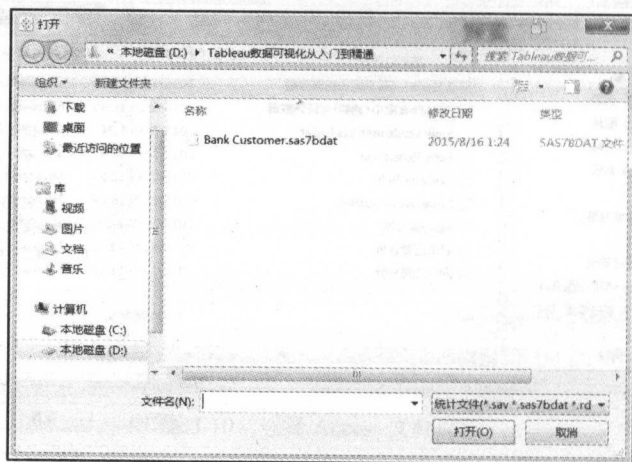 打开
« 本地磁盘 (D:) ▸ Tableau数据可视化从入门到精通
搜索 Tableau数据可...
组织 新建文件夹
下载
桌面
最近访问的位置
库
视频
图片
文档
音乐
计算机
本地磁盘 (C:)
本地磁盘 (D:)
名称 修改日期 类型
Bank Customer.sas7bdat 2015/8/16 1:24 SAS7BDAT 文件
文件名(N):
统计文件(*.sav *.sas7bdat *.rd
打开(O) 取消